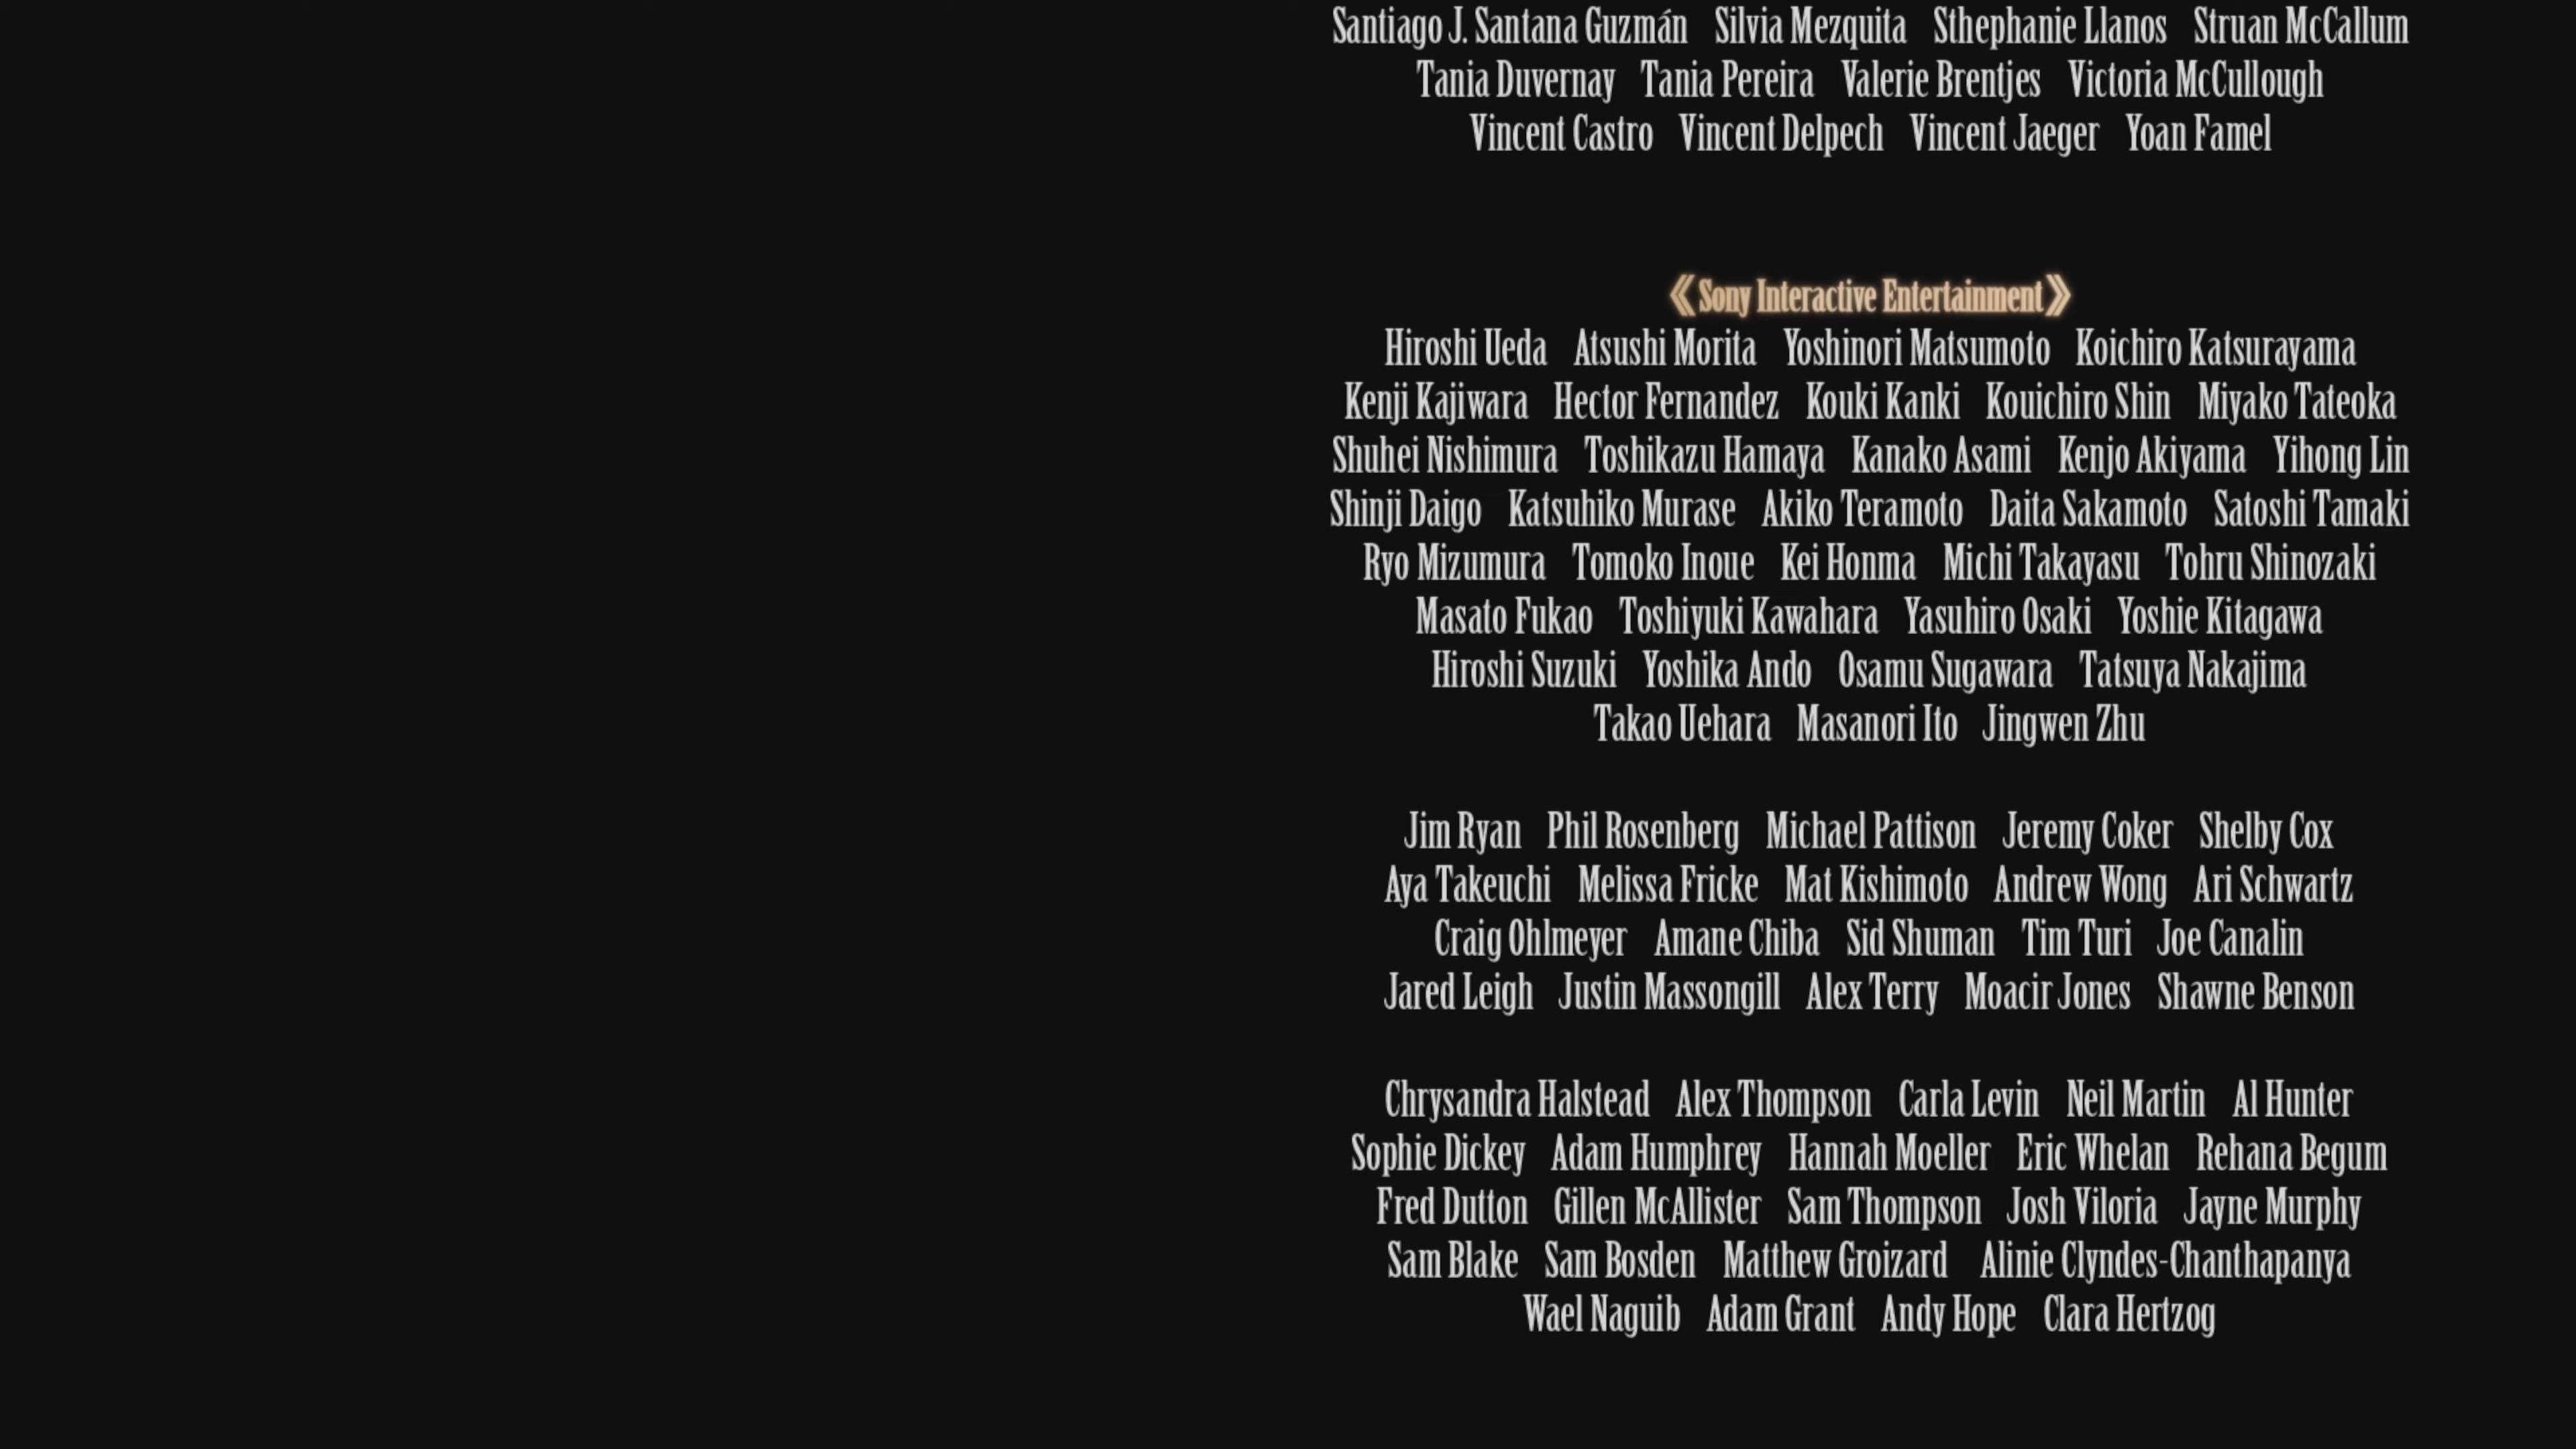 Santiago J. Santana Guzmán Silvia Mezquita Sthephanie Llanos Struan McCallum
Tania Duvernay Tania Pereira Valerie Brentjes Victoria McCullough
Vincent Castro Vincent Delpech Vincent Jaeger Yoan Famel
《Sony Interactive Entertainment》
Hiroshi Ueda Atsushi Morita Yoshinori Matsumoto Koichiro Katsurayama
Kenji Kajiwara Hector Fernandez Kouki Kanki Kouichiro Shin Miyako Tateoka
Shuhei Nishimura Toshikazu Hamaya Kanako Asami Kenjo Akiyama Yihong Lin
Shinji Daigo Katsuhiko Murase Akiko Teramoto Daita Sakamoto Satoshi Tamaki
Ryo Mizumura Tomoko Inoue Kei Honma Michi Takayasu Tohru Shinozaki
Masato Fukao Toshiyuki Kawahara Yasuhiro Osaki Yoshie Kitagawa
Hiroshi Suzuki Yoshika Ando Osamu Sugawara Tatsuya Nakajima
Takao Uehara Masanori Ito Jingwen Zhu
Jim Ryan Phil Rosenberg Michael Pattison Jeremy Coker Shelby Cox
Aya Takeuchi Melissa Fricke Mat Kishimoto Andrew Wong Ari Schwartz
Craig Ohlmeyer Amane Chiba Sid Shuman Tim Turi Joe Canalin
Jared Leigh Justin Massongill Alex Terry Moacir Jones Shawne Benson
Chrysandra Halstead Alex Thompson Carla Levin Neil Martin Al Hunter
Sophie Dickey Adam Humphrey Hannah Moeller Eric Whelan Rehana Begum
Fred Dutton Gillen McAllister Sam Thompson Josh Viloria Jayne Murphy
Sam Blake Sam Bosden Matthew Groizard Alinie Clyndes-Chanthapanya
Wael Naguib Adam Grant Andy Hope Clara Hertzog